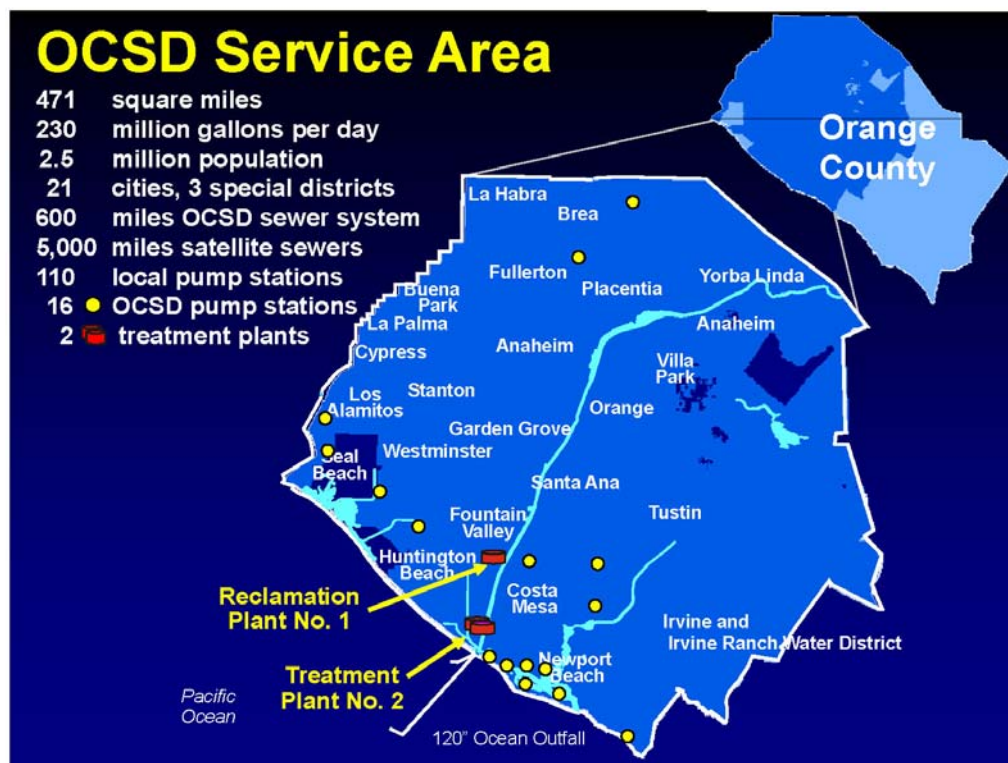 OCSD Service Area
471 square miles
230 million gallons per day
2.5 million population
21 cities, 3 special districts
600 miles OCSD sewer system
5,000 miles satellite sewers
110 local pump stations
16 OCSD pump stations
2 treatment plants
Orange
County
La Habra
Brea
Fullerton
Placentia
Yorba Linda
Buena
Park
La Palma
Anaheim
Anaheim
Cypress
Villa
Park
Stanton
Los
Alamitos
Orange
Garden Grove
Westminster
Seal
Beach
Santa Ana
Fountain
Valley
Tustin
Huntington
Beach
Costa
Mesa
Reclamation
Plant No. 1
Irvine and
Irvine Ranch Water District
Treatment
Plant No. 2
Newport
Beach
Pacific
Ocean
120" Ocean Outfall